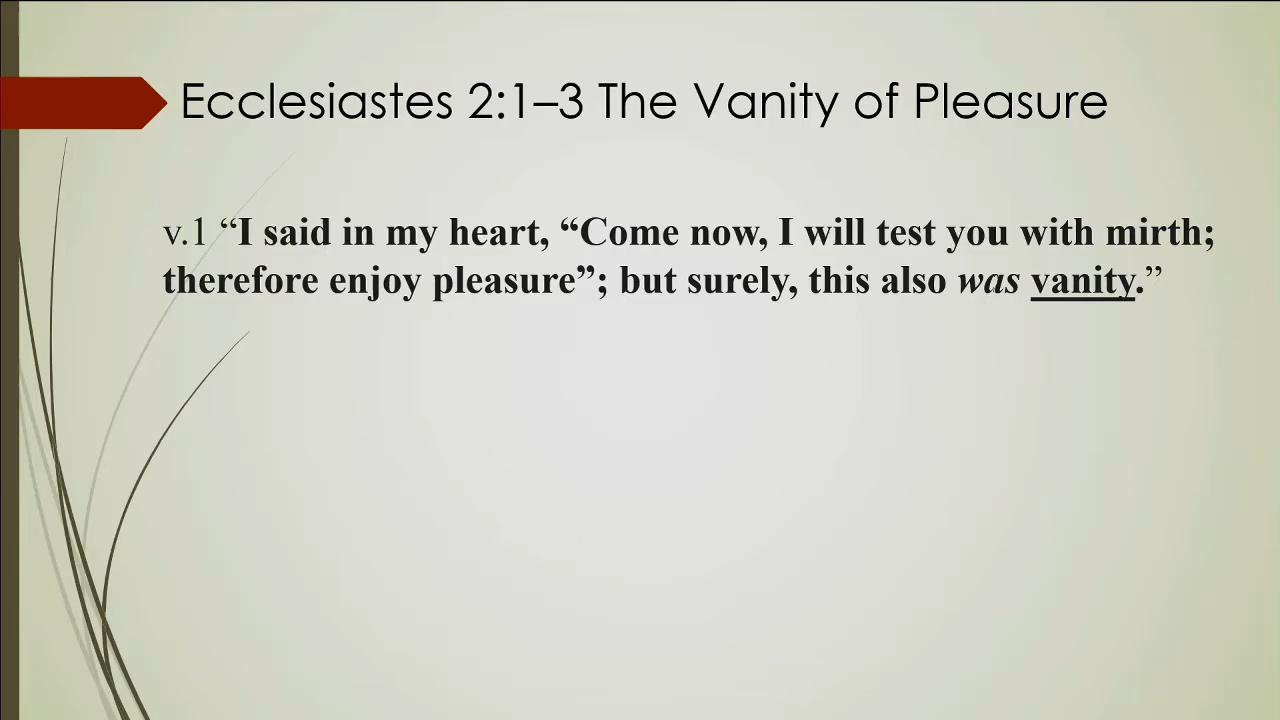 Ecclesiastes 2:1–3 The Vanity of Pleasure
v.1 “I said in my heart, “Come now, I will test you with mirth;
therefore enjoy pleasure”; but surely, this also was vanity.”